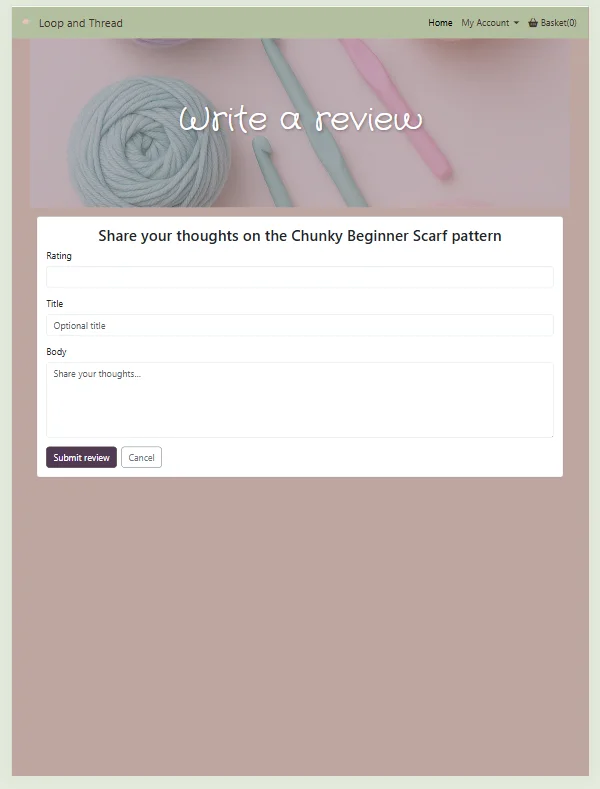 Loop and Thread
Home My Account Basket(0)
Write a review
Share your thoughts on the Chunky Beginner Scarf pattern
Rating
Title
Optional title
Body
Share your thoughts...
Submit review Cancel